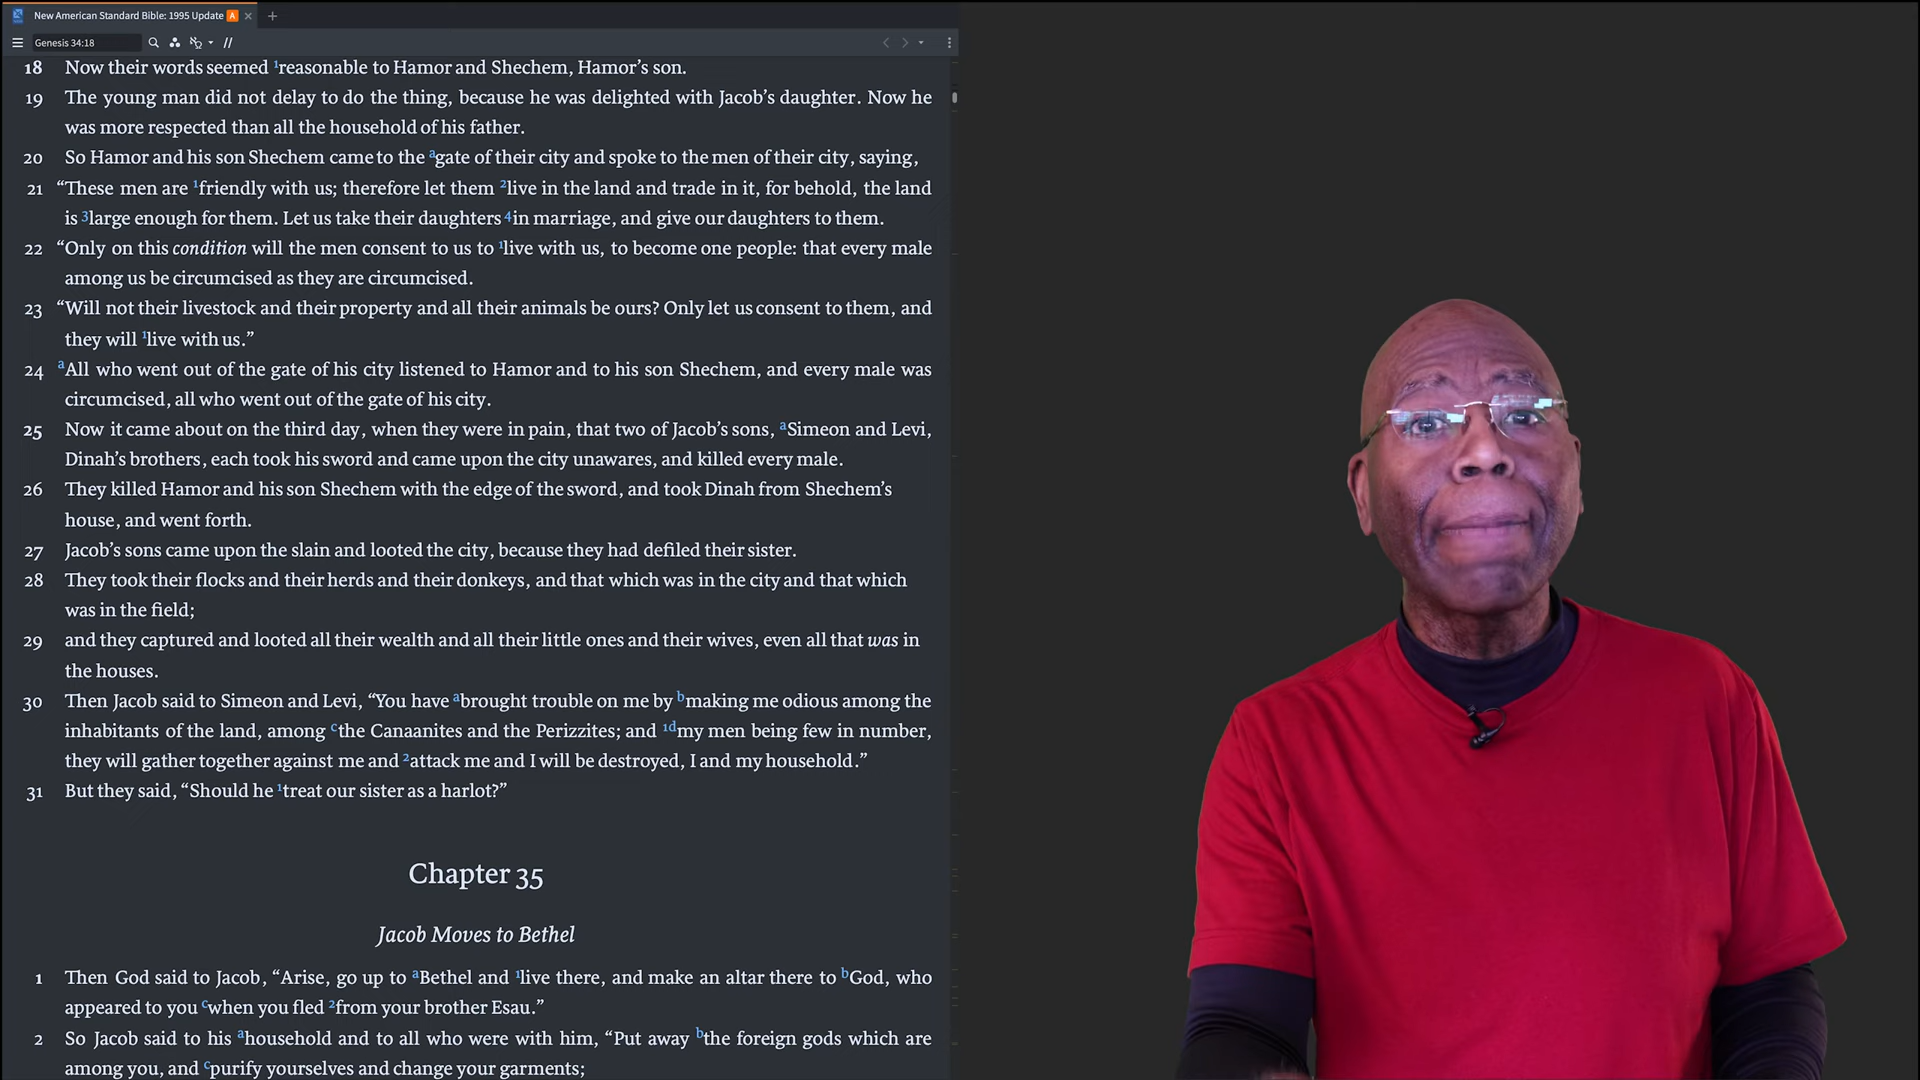 New American Standard Bible: 1995 Update A
Genesis 34:18
18 Now their words seemed 1reasonable to Hamor and Shechem, Hamor’s son.
19 The young man did not delay to do the thing, because he was delighted with Jacob’s daughter. Now he
was more respected than all the household of his father.
20 So Hamor and his son Shechem came to the agate of their city and spoke to the men of their city, saying,
21 “These men are 1friendly with us; therefore let them 2live in the land and trade in it, for behold, the land
is 3large enough for them. Let us take their daughters 4in marriage, and give our daughters to them.
22 “Only on this condition will the men consent to us to 1live with us, to become one people: that every male
among us be circumcised as they are circumcised.
23 “Will not their livestock and their property and all their animals be ours? Only let us consent to them, and
they will 1live with us.”
24 aAll who went out of the gate of his city listened to Hamor and to his son Shechem, and every male was
circumcised, all who went out of the gate of his city.
25 Now it came about on the third day, when they were in pain, that two of Jacob’s sons, aSimeon and Levi,
Dinah’s brothers, each took his sword and came upon the city unawares, and killed every male.
26 They killed Hamor and his son Shechem with the edge of the sword, and took Dinah from Shechem’s
house, and went forth.
27 Jacob’s sons came upon the slain and looted the city, because they had defiled their sister.
28 They took their flocks and their herds and their donkeys, and that which was in the city and that which
was in the field;
29 and they captured and looted all their wealth and all their little ones and their wives, even all that was in
the houses.
30 Then Jacob said to Simeon and Levi, “You have abrought trouble on me by bmaking me odious among the
inhabitants of the land, among cthe Canaanites and the Perizzites; and 1dmy men being few in number,
they will gather together against me and 2attack me and I will be destroyed, I and my household.”
31 But they said, “Should he 1treat our sister as a harlot?”
Chapter 35
Jacob Moves to Bethel
1 Then God said to Jacob, “Arise, go up to aBethel and 1live there, and make an altar there to bGod, who
appeared to you cwhen you fled 2from your brother Esau.”
2 So Jacob said to his ahousehold and to all who were with him, “Put away bthe foreign gods which are
among you, and cpurify yourselves and change your garments;